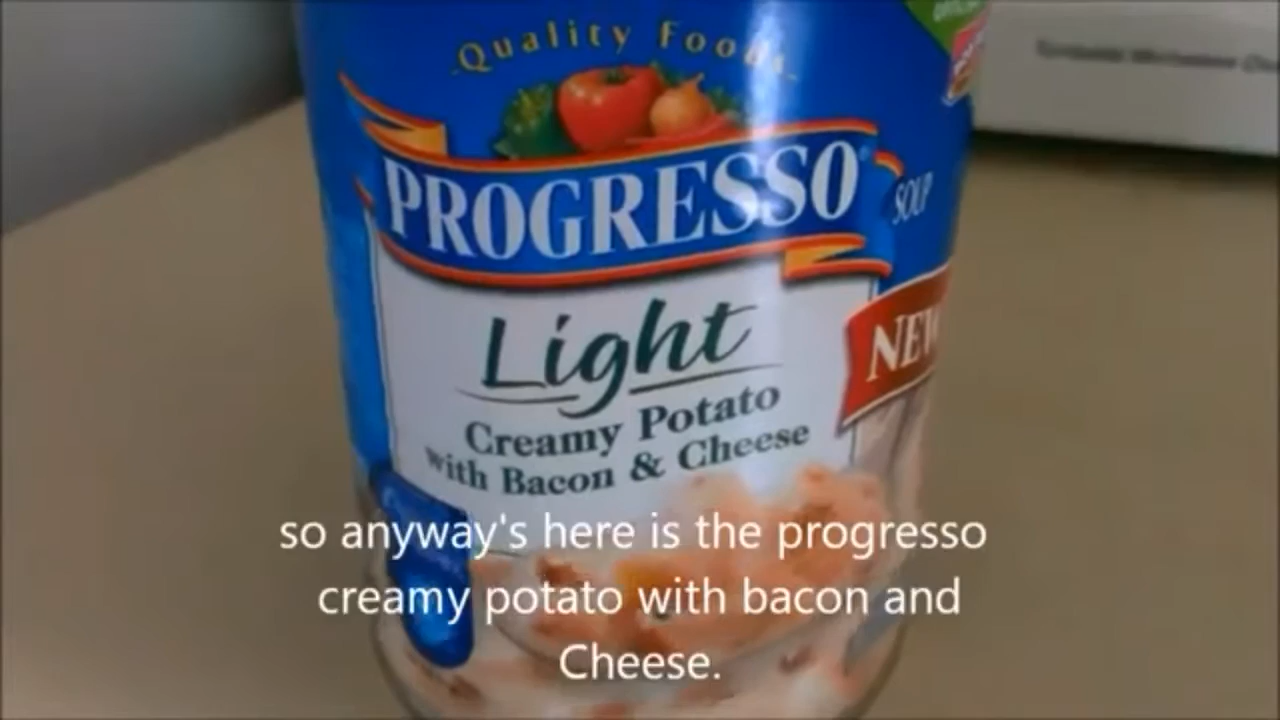 Quality Foods
PROGRESSO
SOUP
Light
NEW
Creamy Potato
with Bacon & Cheese
so anyway's here is the progresso
creamy potato with bacon and
Cheese.